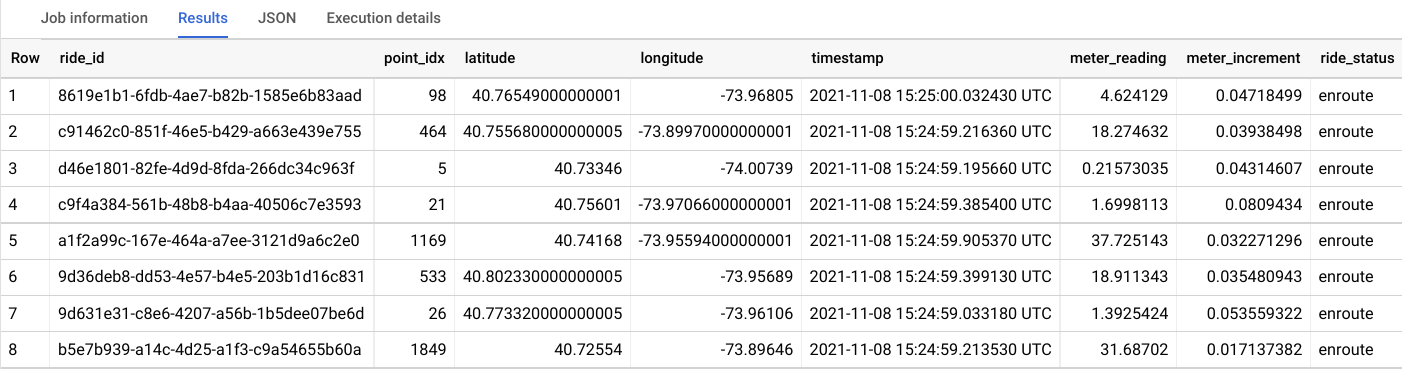 Job information Results JSON Execution details
Row ride_id point_idx latitude longitude timestamp meter_reading meter_increment ride_status
1 8619e1b1-6fdb-4ae7-b82b-1585e6b83aad 98 40.76549000000001 -73.96805 2021-11-08 15:25:00.032430 UTC 4.624129 0.04718499 enroute
2 c91462c0-851f-46e5-b429-a663e439e755 464 40.755680000000005 -73.89970000000001 2021-11-08 15:24:59.216360 UTC 18.274632 0.03938498 enroute
3 d46e1801-82fe-4d9d-8fda-266dc34c963f 5 40.73346 -74.00739 2021-11-08 15:24:59.195660 UTC 0.21573035 0.04314607 enroute
4 c9f4a384-561b-48b8-b4aa-40506c7e3593 21 40.75601 -73.97066000000001 2021-11-08 15:24:59.385400 UTC 1.6998113 0.0809434 enroute
5 a1f2a99c-167e-464a-a7ee-3121d9a6c2e0 1169 40.74168 -73.95594000000001 2021-11-08 15:24:59.905370 UTC 37.725143 0.032271296 enroute
6 9d36deb8-dd53-4e57-b4e5-203b1d16c831 533 40.802330000000005 -73.95689 2021-11-08 15:24:59.399130 UTC 18.911343 0.035480943 enroute
7 9d631e31-c8e6-4207-a56b-1b5dee07be6d 26 40.773320000000005 -73.96106 2021-11-08 15:24:59.033180 UTC 1.3925424 0.053559322 enroute
8 b5e7b939-a14c-4d25-a1f3-c9a54655b60a 1849 40.72554 -73.89646 2021-11-08 15:24:59.213530 UTC 31.68702 0.017137382 enroute